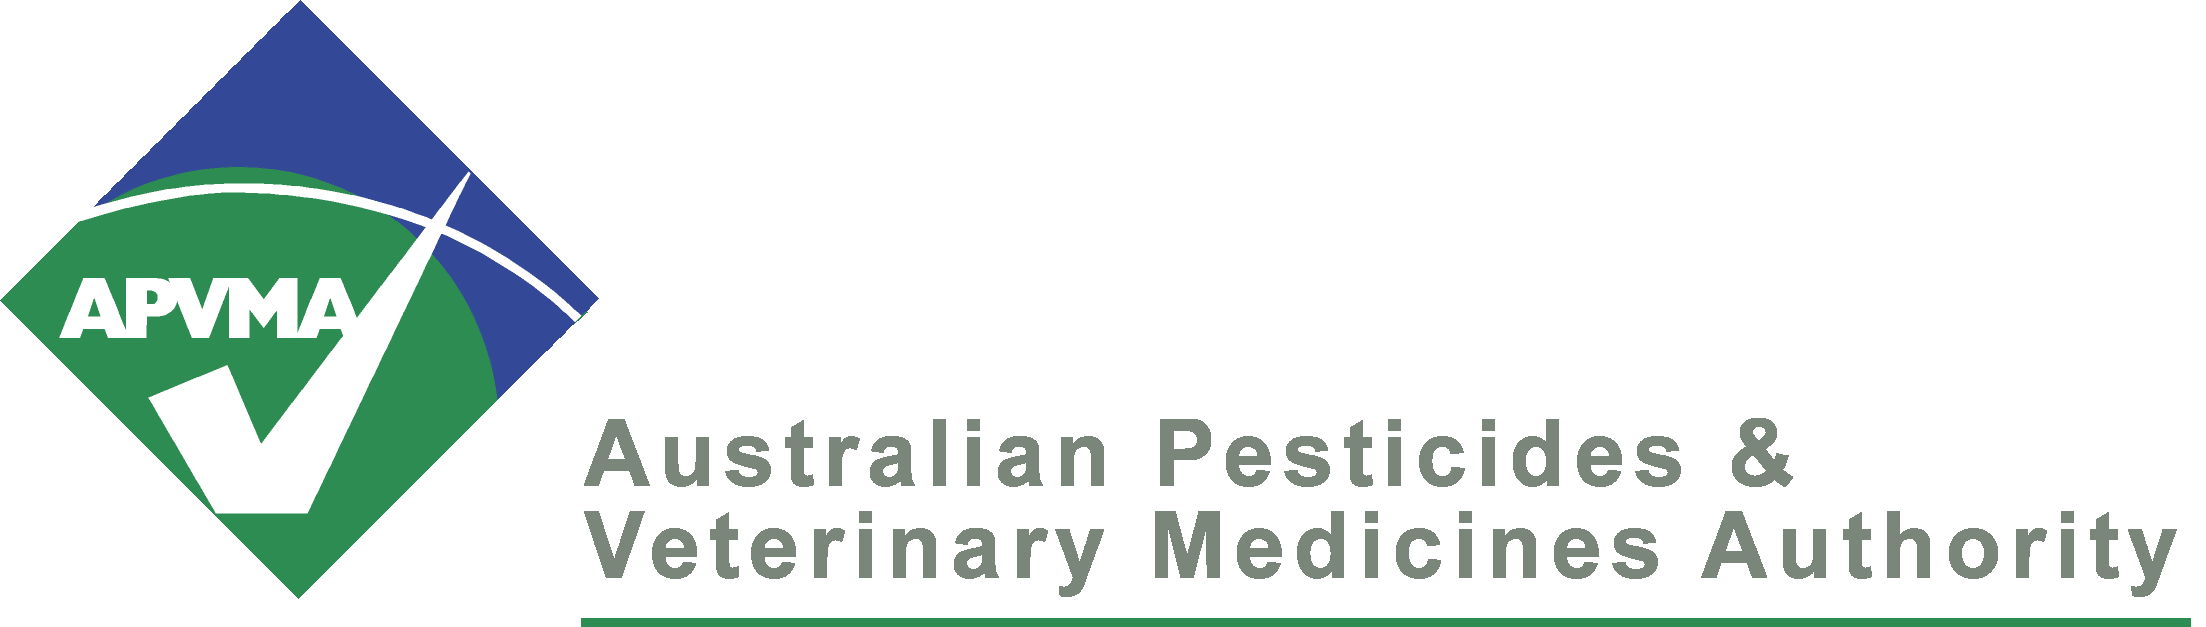 APVMA
Australian Pesticides &
Veterinary Medicines Authority